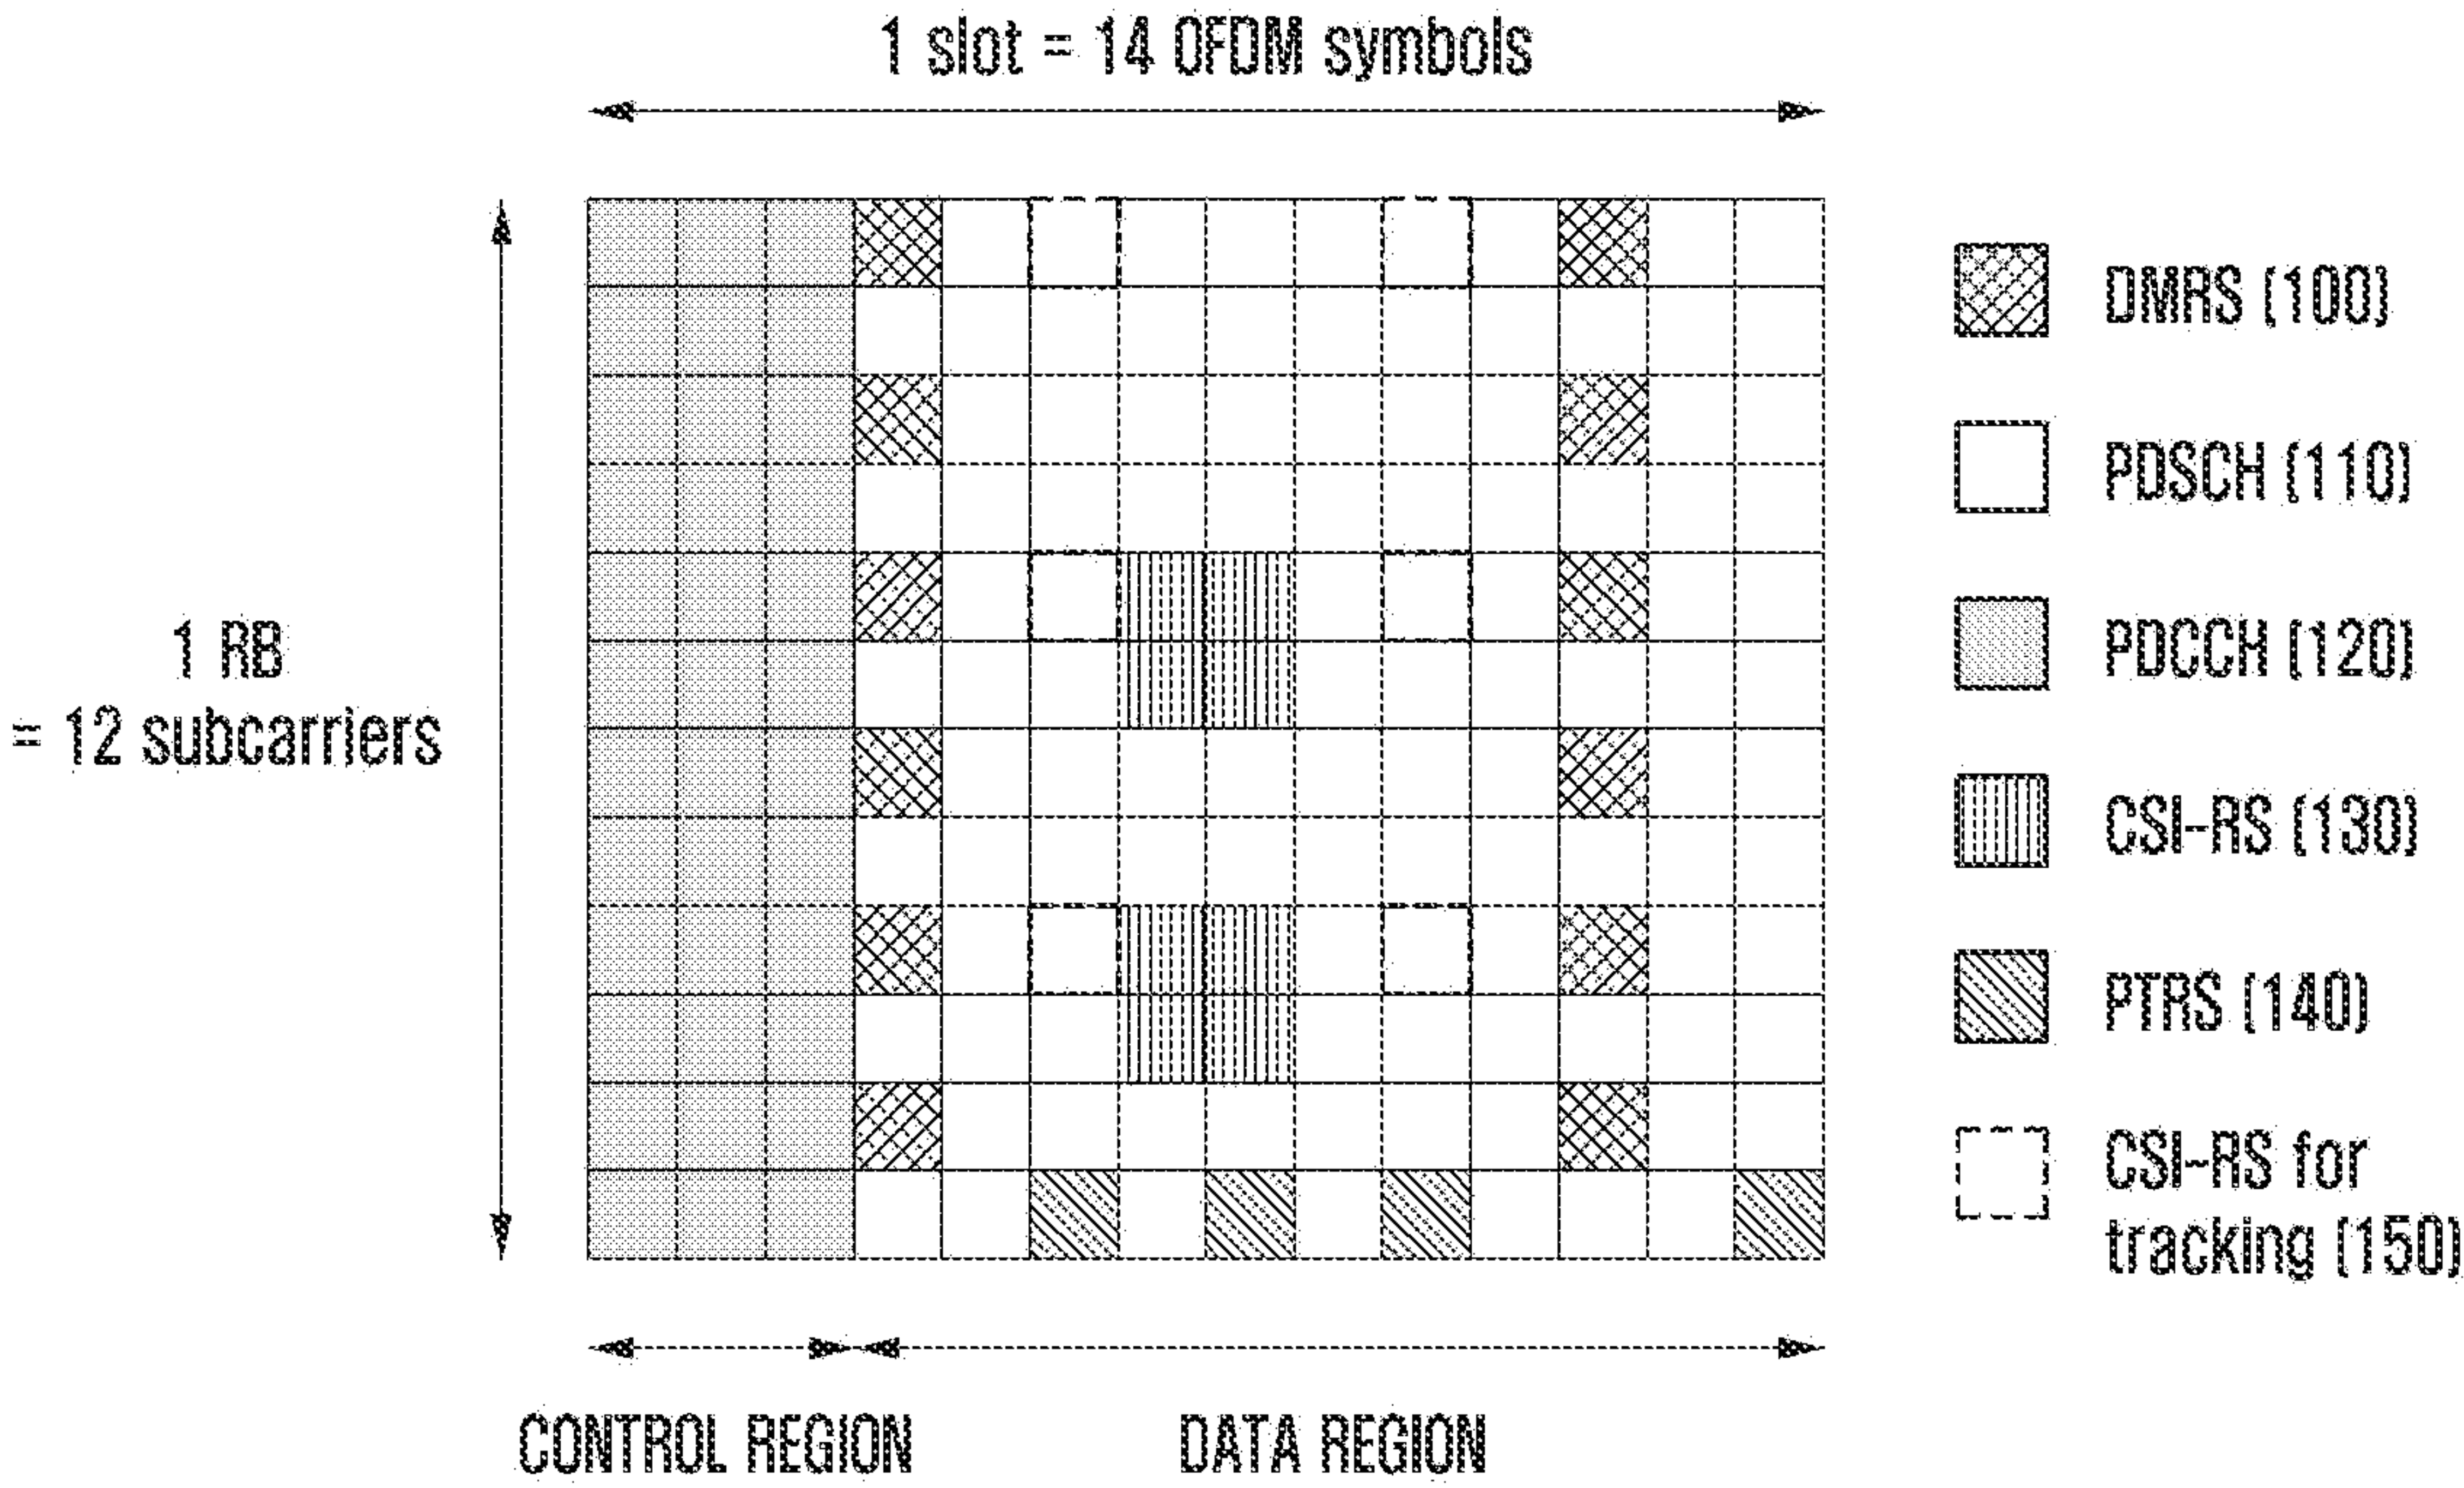 1 slot = 14 OFDM symbols
DMRS (100)
PDSCH (110)
1 RB
= 12 subcarriers
PDCCH (120)
CSI-RS (130)
PTRS (140)
CSI-RS for
tracking (150)
CONTROL REGION
DATA REGION